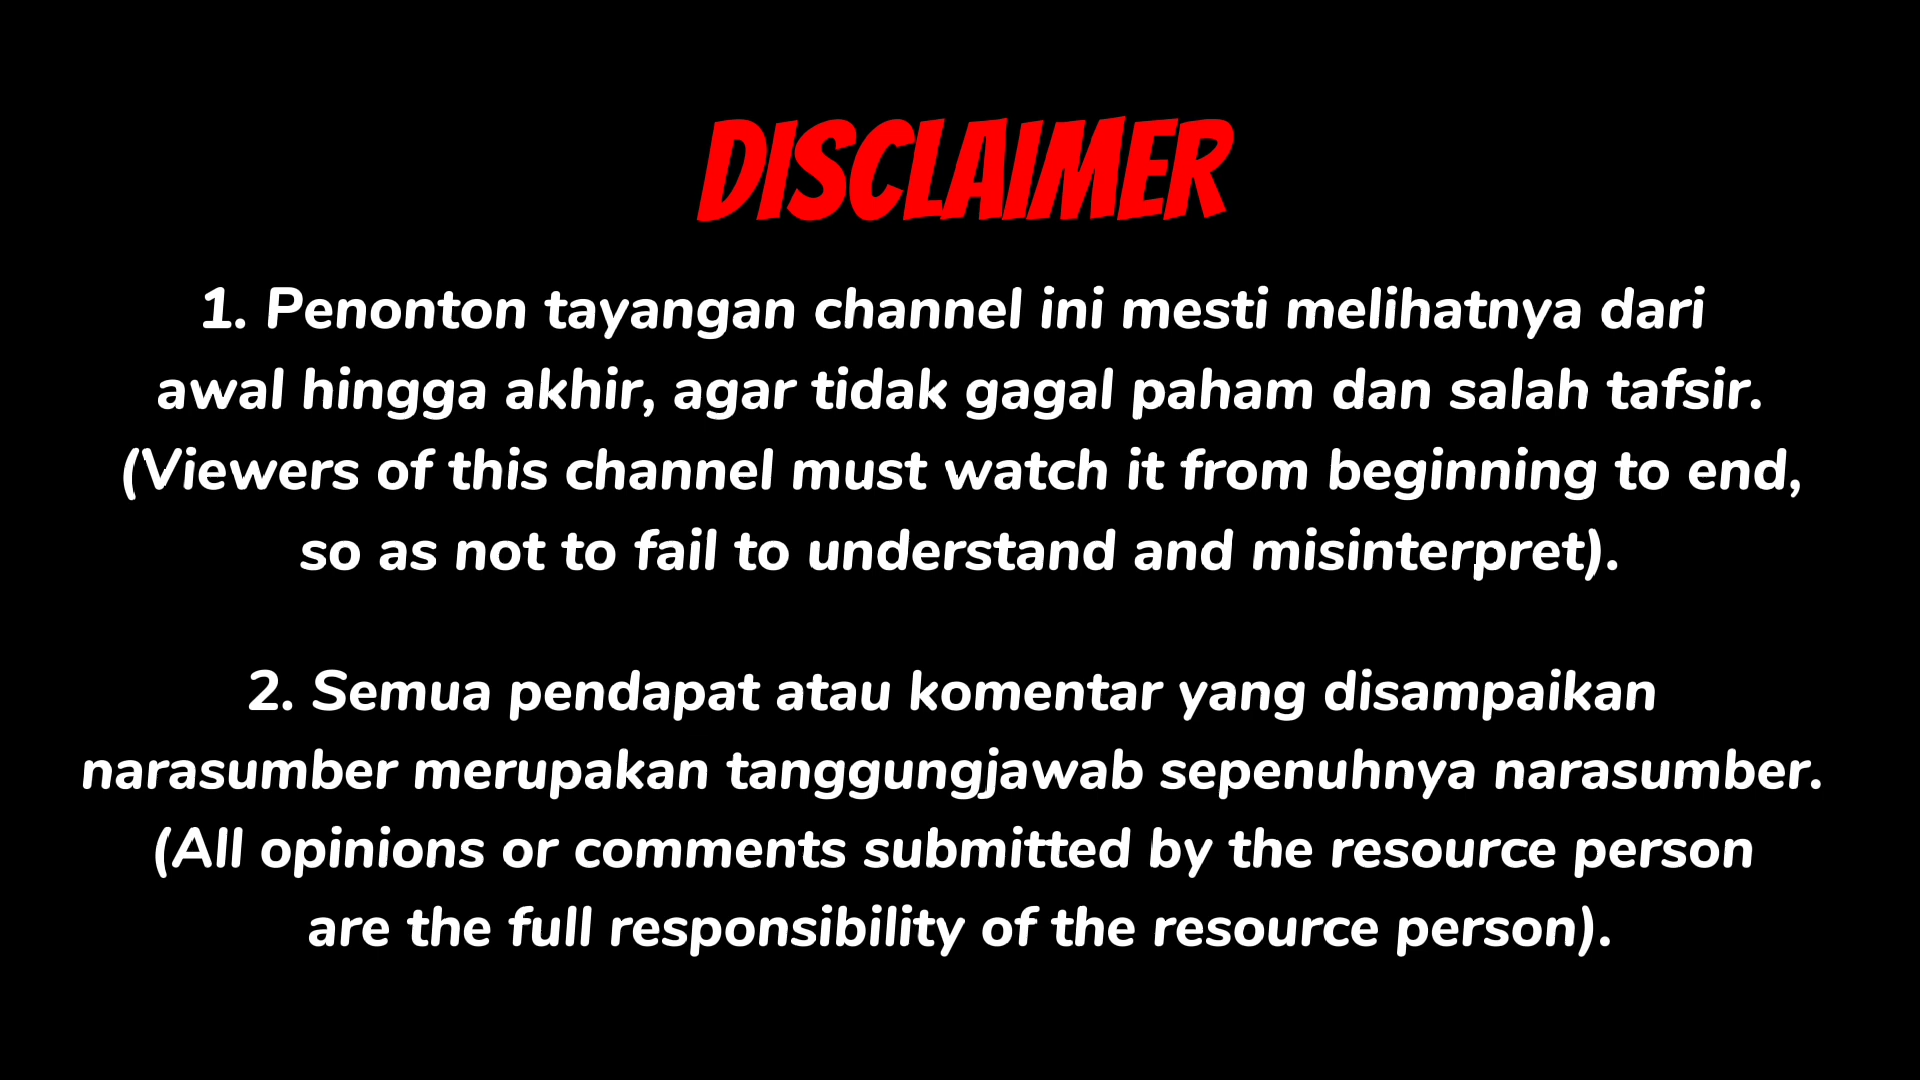 DISCLAIMER
1. Penonton tayangan channel ini mesti melihatnya dari
awal hingga akhir, agar tidak gagal paham dan salah tafsir.
(Viewers of this channel must watch it from beginning to end,
so as not to fail to understand and misinterpret).
2. Semua pendapat atau komentar yang disampaikan
narasumber merupakan tanggungjawab sepenuhnya narasumber.
(All opinions or comments submitted by the resource person
are the full responsibility of the resource person).